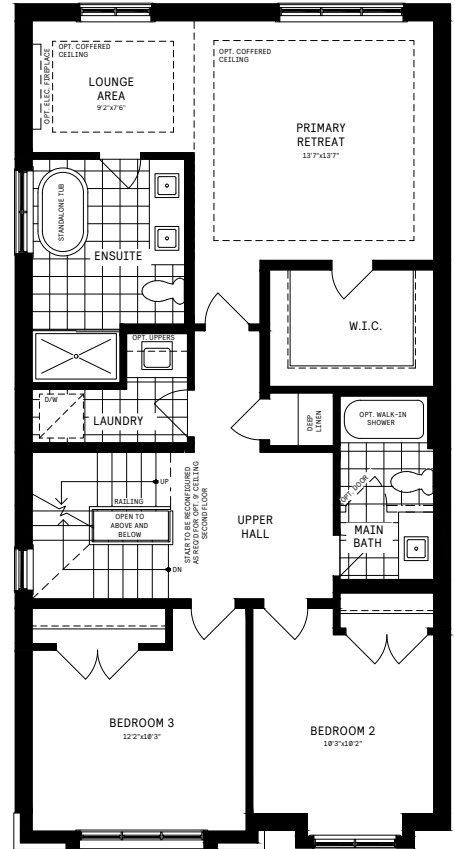 OPT. COFFERED
CEILING
OPT. ELEC. FIREPLACE
LOUNGE
AREA
9'2"x7'6"
OPT. COFFERED
CEILING
PRIMARY
RETREAT
13'7"x13'7"
STANDALONE TUB
ENSUITE
W.I.C.
OPT. UPPERS
D/W
LAUNDRY
DEEP
LINEN
OPT. WALK-IN
SHOWER
UP
RAILING
OPEN TO
ABOVE AND
BELOW
DN
STAIR TO BE RECONFIGURED
AS REQ'D FOR OPT. 9' CEILING
SECOND FLOOR
UPPER
HALL
OPT. DOOR
MAIN
BATH
BEDROOM 3
12'2"x10'3"
BEDROOM 2
10'3"x10'2"